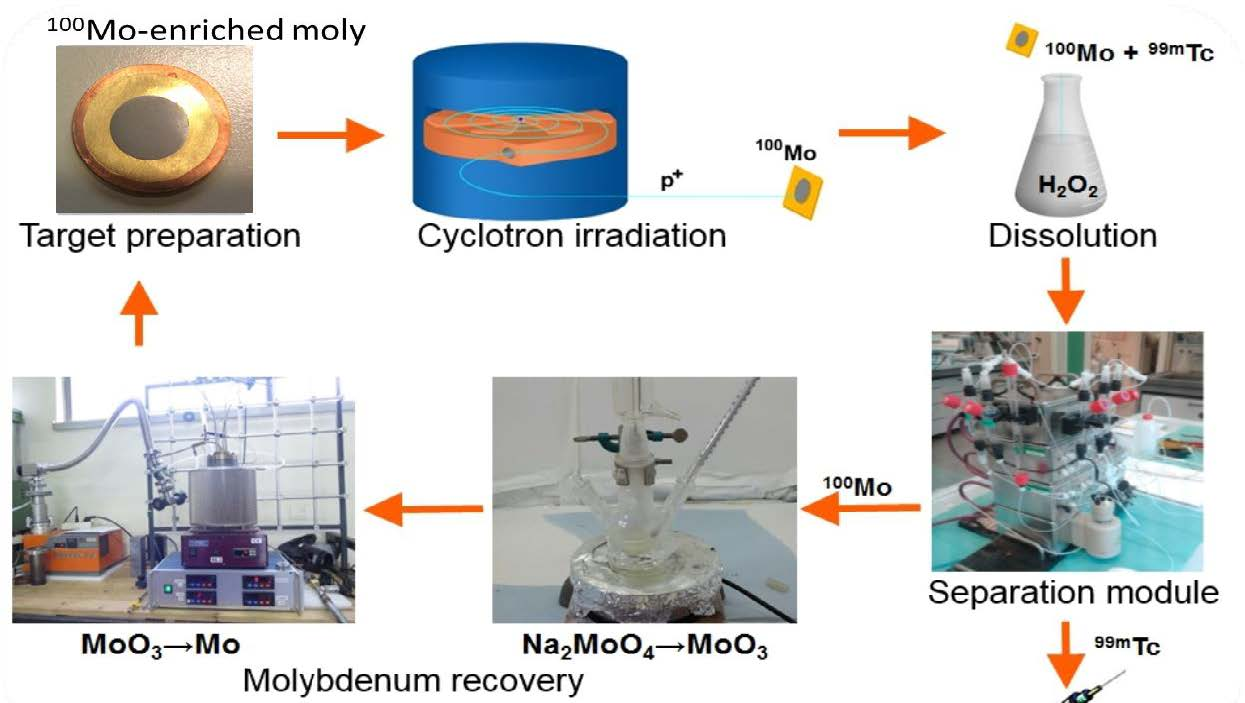 ¹⁰⁰Mo-enriched moly
Target preparation
¹⁰⁰Mo
p⁺
Cyclotron irradiation
¹⁰⁰Mo + ⁹⁹ᵐTc
H₂O₂
Dissolution
Separation module
⁹⁹ᵐTc
¹⁰⁰Mo
Na₂MoO₄→MoO₃
MoO₃→Mo
Molybdenum recovery